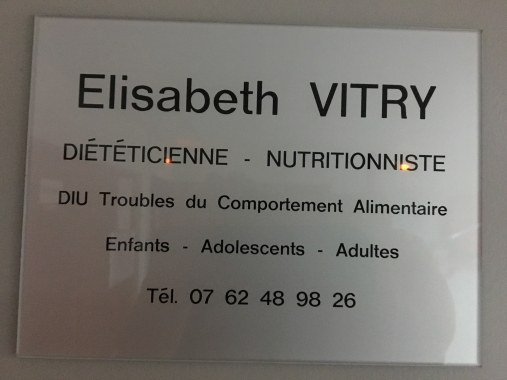 Elisabeth VITRY
DIÉTÉTICIENNE - NUTRITIONNISTE
DIU Troubles du Comportement Alimentaire
Enfants - Adolescents - Adultes
Tél. 07 62 48 98 26